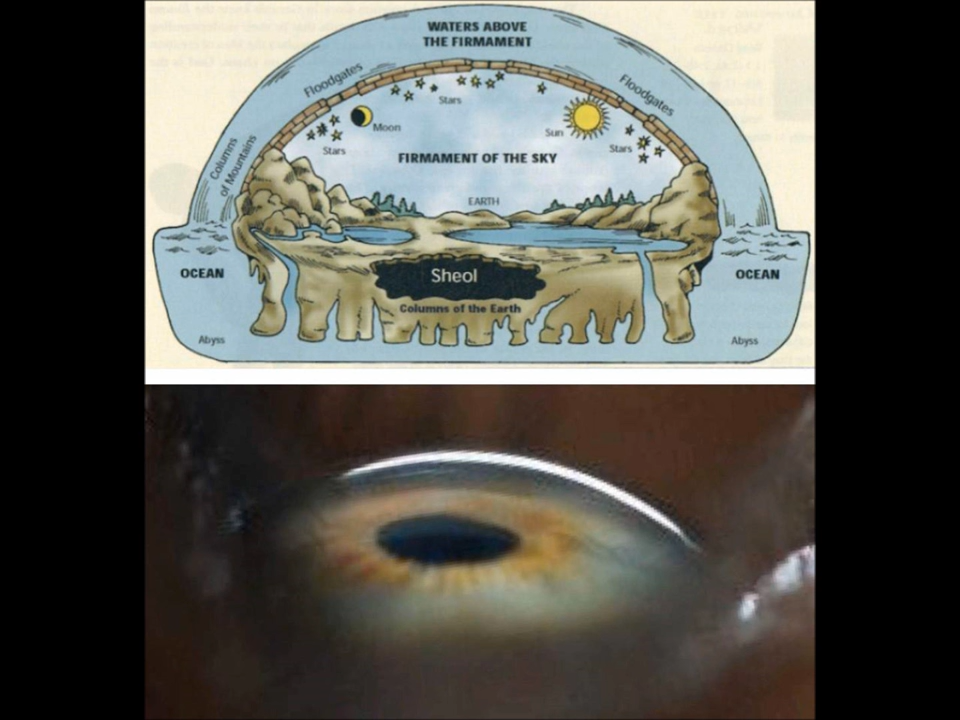 WATERS ABOVE
THE FIRMAMENT
Floodgates
Floodgates
Stars
Moon
Sun
Stars
Stars
Columns
of Mountains
FIRMAMENT OF THE SKY
EARTH
OCEAN
Sheol
OCEAN
Columns of the Earth
Abyss
Abyss